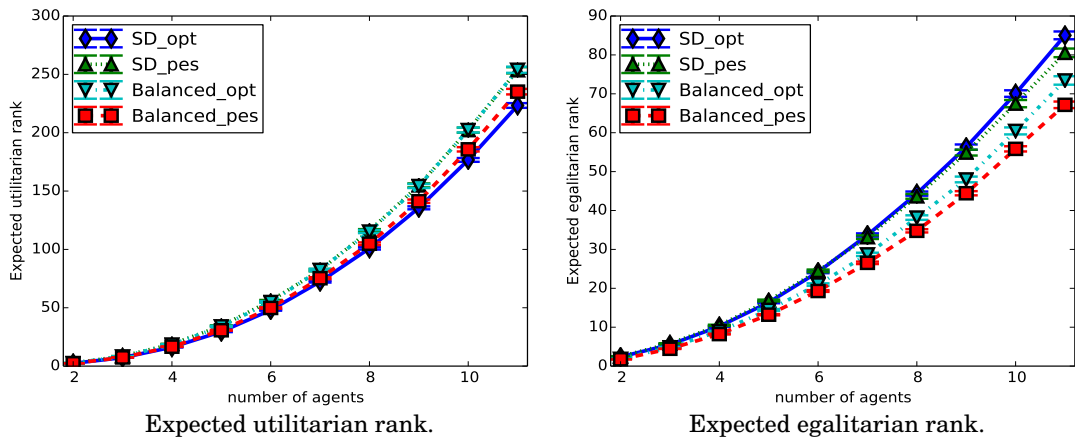 300
250
200
150
100
50
0
Expected utilitarian rank
SD_opt
SD_pes
Balanced_opt
Balanced_pes
2 4 6 8 10
number of agents
Expected utilitarian rank.
90
80
70
60
50
40
30
20
10
0
Expected egalitarian rank
SD_opt
SD_pes
Balanced_opt
Balanced_pes
2 4 6 8 10
number of agents
Expected egalitarian rank.